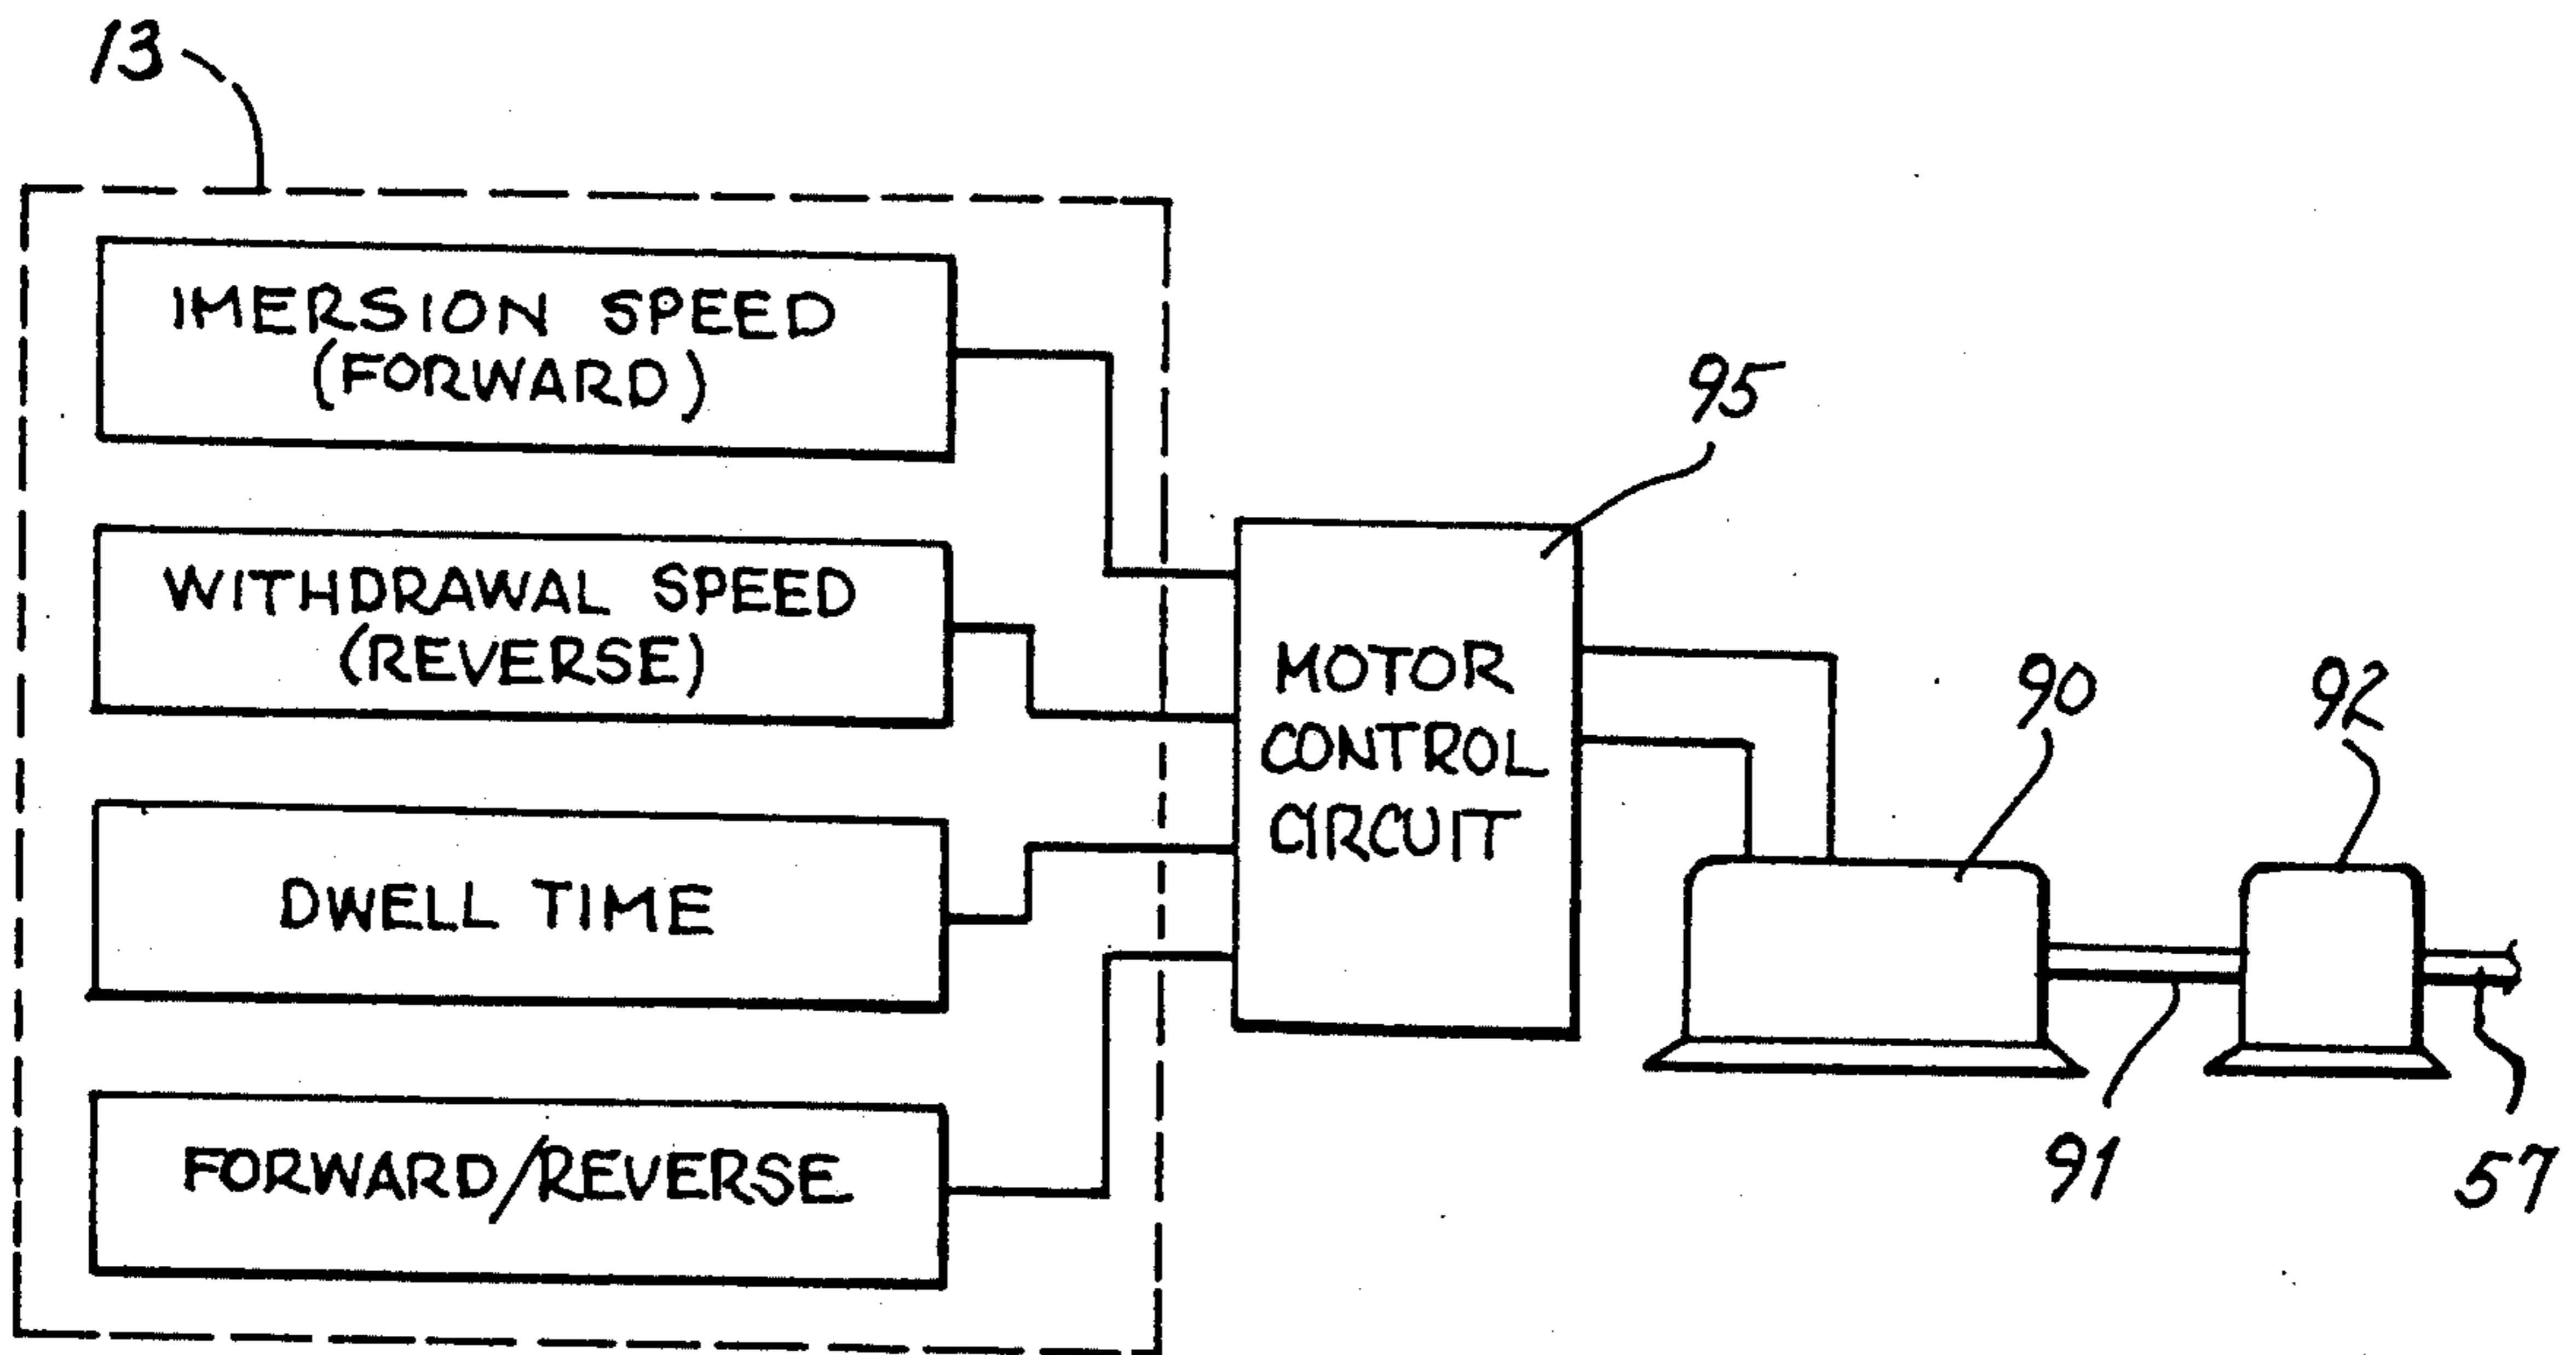 13
IMERSION SPEED
(FORWARD)
WITHDRAWAL SPEED
(REVERSE)
DWELL TIME
FORWARD/REVERSE
95
MOTOR
CONTROL
CIRCUIT
90
92
91
57